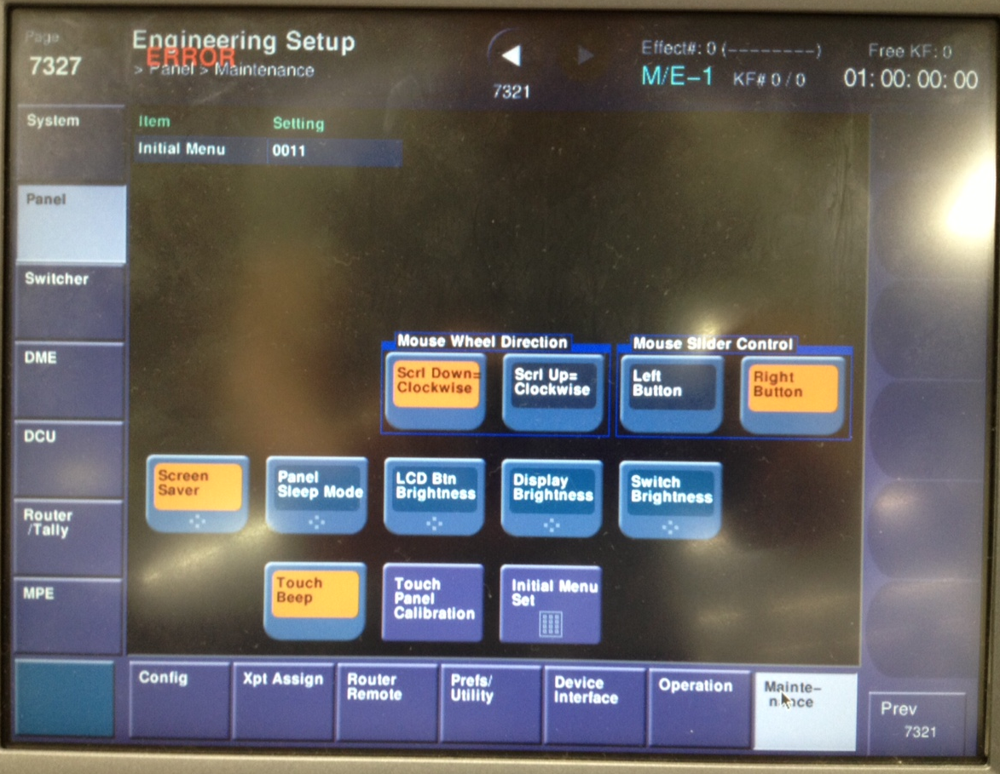 Page
7327
Engineering Setup
ERROR
> Panel > Maintenance
7321
Effect#: 0 (--------)
M/E-1 KF# 0 / 0
Free KF: 0
01: 00: 00: 00
System
Panel
Switcher
DME
DCU
Router
/Tally
MPE
Item Setting
Initial Menu 0011
Mouse Wheel Direction
Scrl Down=
Clockwise
Scrl Up=
Clockwise
Mouse Slider Control
Left
Button
Right
Button
Screen
Saver
Panel
Sleep Mode
LCD Btn
Brightness
Display
Brightness
Switch
Brightness
Touch
Beep
Touch
Panel
Calibration
Initial Menu
Set
Config
Xpt Assign
Router
Remote
Prefs/
Utility
Device
Interface
Operation
Mainte-
nance
Prev
7321